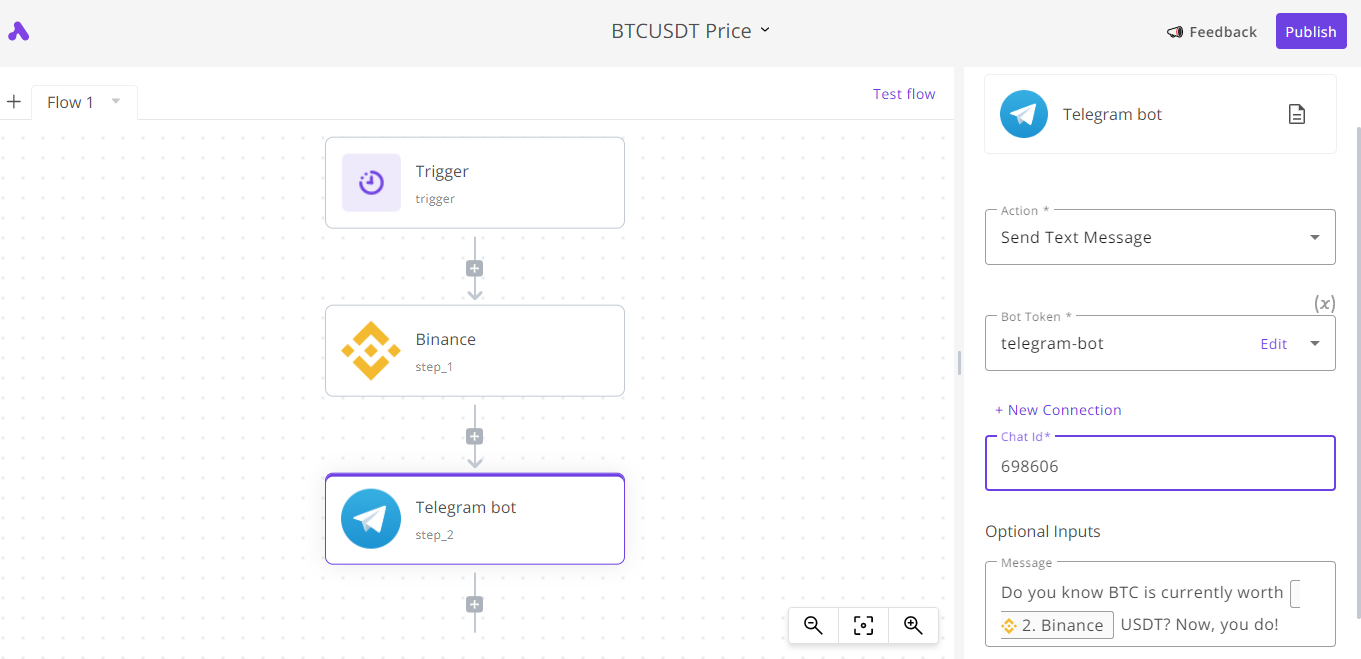 BTCUSDT Price
Feedback
Publish
Flow 1
Test flow
Trigger
trigger
Binance
step_1
Telegram bot
step_2
Telegram bot
Action *
Send Text Message
(x)
Bot Token *
telegram-bot
Edit
+ New Connection
Chat Id*
698606
Optional Inputs
Message
Do you know BTC is currently worth
2. Binance USDT? Now, you do!